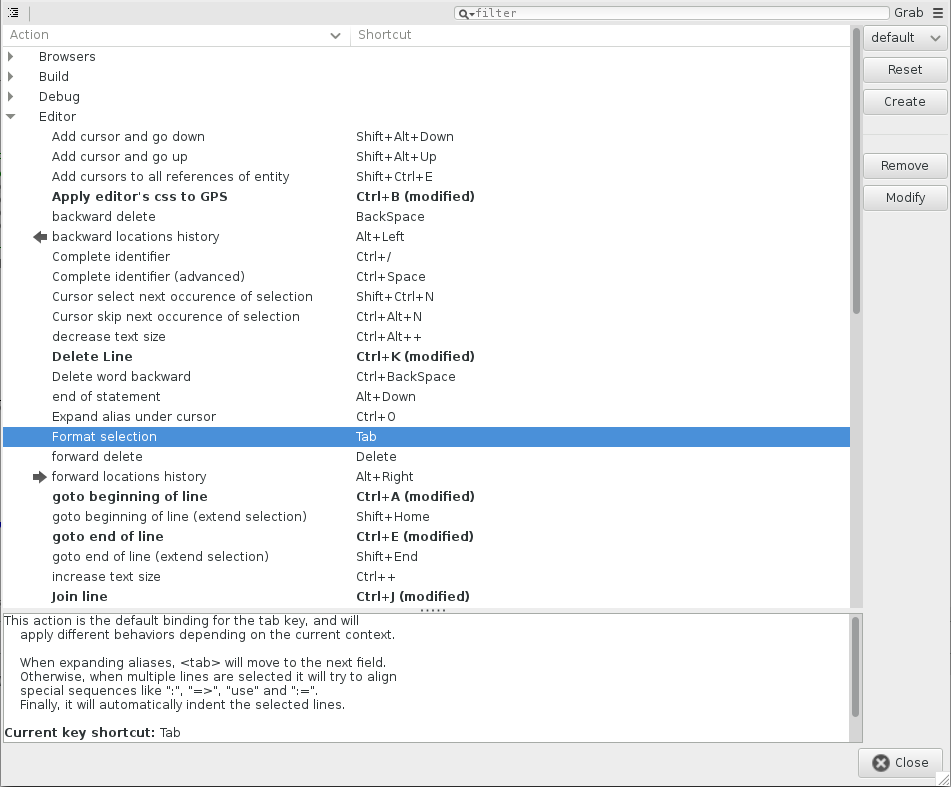 filter Grab
Action Shortcut default
Browsers
Build Reset
Debug
Editor Create
Add cursor and go down Shift+Alt+Down
Add cursor and go up Shift+Alt+Up
Add cursors to all references of entity Shift+Ctrl+E Remove
Apply editor's css to GPS Ctrl+B (modified) Modify
backward delete BackSpace
backward locations history Alt+Left
Complete identifier Ctrl+/
Complete identifier (advanced) Ctrl+Space
Cursor select next occurence of selection Shift+Ctrl+N
Cursor skip next occurence of selection Ctrl+Alt+N
decrease text size Ctrl+Alt++
Delete Line Ctrl+K (modified)
Delete word backward Ctrl+BackSpace
end of statement Alt+Down
Expand alias under cursor Ctrl+O
Format selection Tab
forward delete Delete
forward locations history Alt+Right
goto beginning of line Ctrl+A (modified)
goto beginning of line (extend selection) Shift+Home
goto end of line Ctrl+E (modified)
goto end of line (extend selection) Shift+End
increase text size Ctrl++
Join line Ctrl+J (modified)
This action is the default binding for the tab key, and will
apply different behaviors depending on the current context.
When expanding aliases, <tab> will move to the next field.
Otherwise, when multiple lines are selected it will try to align
special sequences like ":", "=>", "use" and ":=".
Finally, it will automatically indent the selected lines.
Current key shortcut: Tab
Close